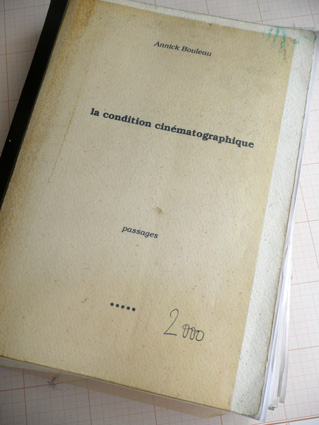 Annick Bouleau
la condition cinématographique
passages
*****
2000